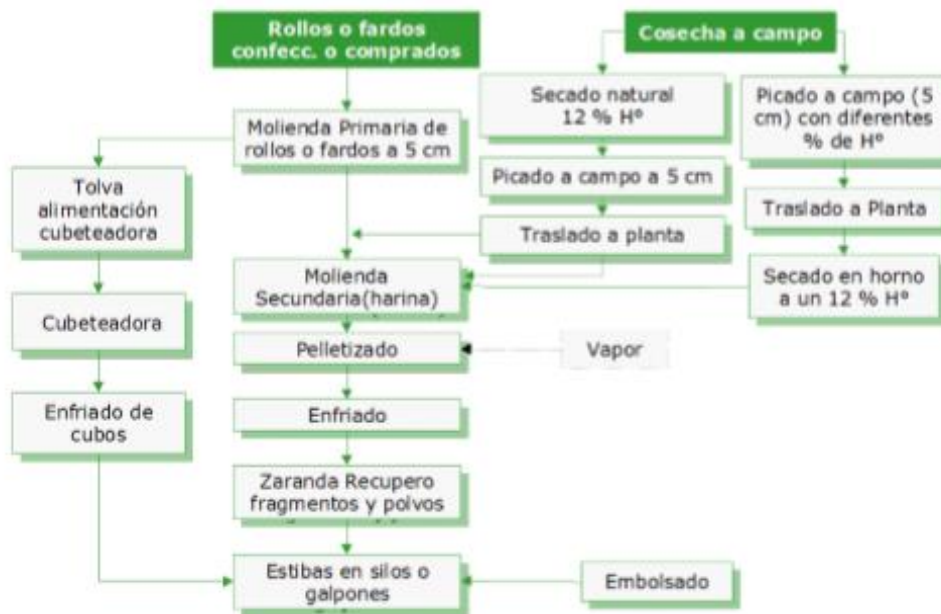 Rollos o fardos
confecc. o comprados
Cosecha a campo
Molienda Primaria de
rollos o fardos a 5 cm
Secado natural
12 % H°
Picado a campo (5
cm) con diferentes
% de H°
Tolva
alimentación
cubeteadora
Picado a campo a 5 cm
Traslado a Planta
Traslado a planta
Molienda
Secundaria(harina)
Secado en horno
a un 12 % H°
Cubeteadora
Pelletizado
Vapor
Enfriado de
cubos
Enfriado
Zaranda Recupero
fragmentos y polvos
Estibas en silos o
galpones
Embolsado